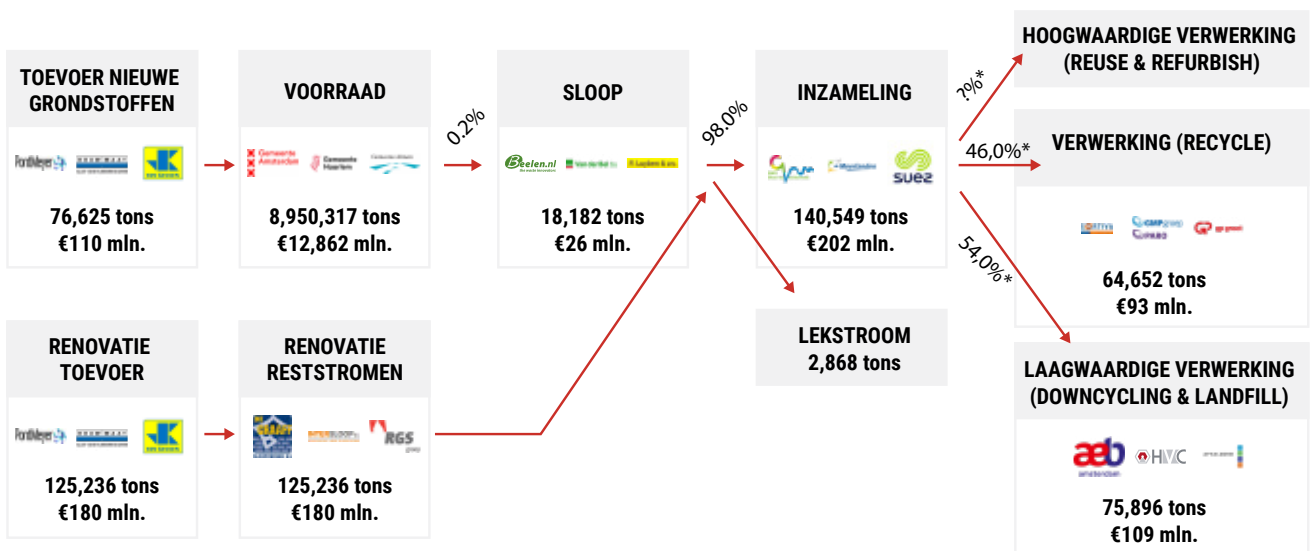 TOEVOER NIEUWE
GRONDSTOFFEN
PontMeyer
76,625 tons
€110 mln.
VOORRAAD
Gemeente
Amsterdam
Gemeente
Haarlem
8,950,317 tons
€12,862 mln.
0.2%
SLOOP
Beelen.nl
18,182 tons
€26 mln.
98.0%
INZAMELING
suez
140,549 tons
€202 mln.
LEKSTROOM
2,868 tons
?%*
46,0%*
54,0%*
HOOGWAARDIGE VERWERKING
(REUSE & REFURBISH)
VERWERKING (RECYCLE)
64,652 tons
€93 mln.
LAAGWAARDIGE VERWERKING
(DOWNCYCLING & LANDFILL)
aeb
amsterdam
HVC
75,896 tons
€109 mln.
RENOVATIE
TOEVOER
PontMeyer
125,236 tons
€180 mln.
RENOVATIE
RESTSTROMEN
RGS
125,236 tons
€180 mln.